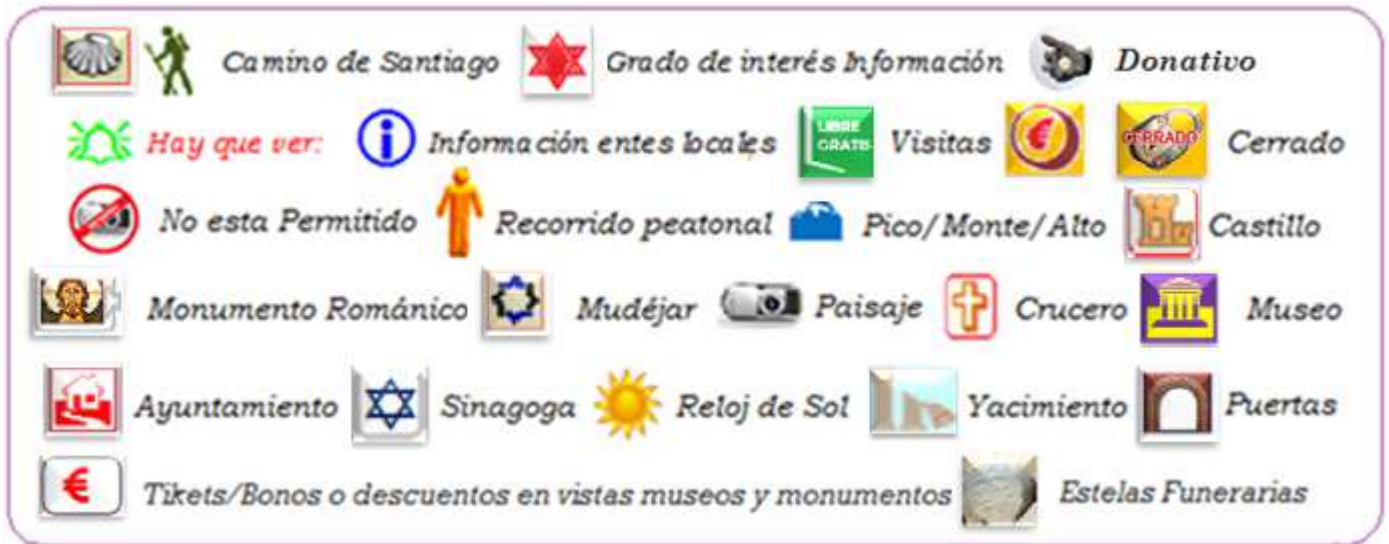 Camino de Santiago Grado de interés Información Donativo
Hay que ver: Información entes locales LIBRE GRATIS Visitas € CERRADO Cerrado
No esta Permitido Recorrido peatonal Pico/Monte/Alto Castillo
Monumento Románico Mudéjar Paisaje Crucero Museo
Ayuntamiento Sinagoga Reloj de Sol Yacimiento Puertas
€ Tikets/Bonos o descuentos en vistas museos y monumentos Estelas Funerarias